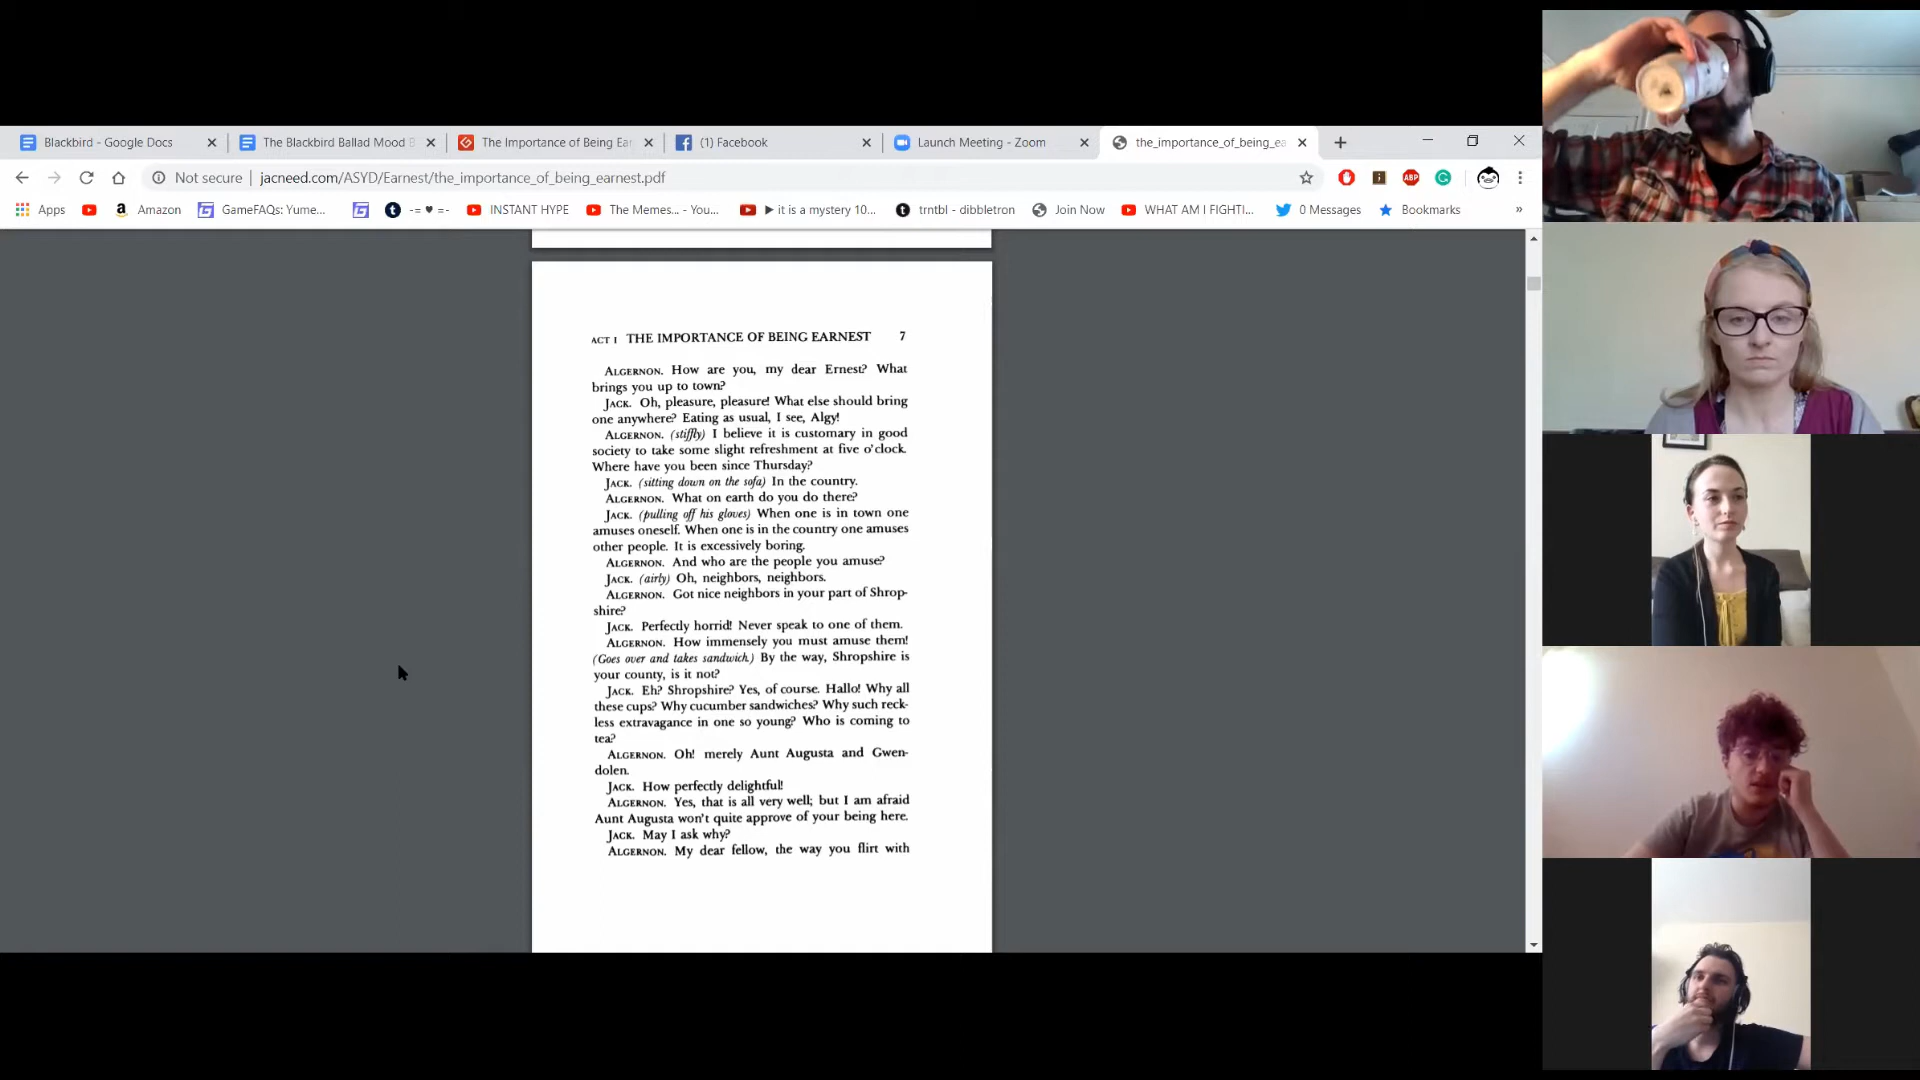 Blackbird - Google Docs
The Blackbird Ballad Mood B
The Importance of Being Ear
(1) Facebook
Launch Meeting - Zoom
the_importance_of_being_ea
Not secure | jacneed.com/ASYD/Earnest/the_importance_of_being_earnest.pdf
ABP
Apps
Amazon
GameFAQs: Yume...
-= ♥ =-
INSTANT HYPE
The Memes... - You...
▶ it is a mystery 10...
trntbl - dibbletron
Join Now
WHAT AM I FIGHTI...
0 Messages
Bookmarks
»
ACT I THE IMPORTANCE OF BEING EARNEST 7
ALGERNON. How are you, my dear Ernest? What
brings you up to town?
JACK. Oh, pleasure, pleasure! What else should bring
one anywhere? Eating as usual, I see, Algy!
ALGERNON. (stiffly) I believe it is customary in good
society to take some slight refreshment at five o'clock.
Where have you been since Thursday?
JACK. (sitting down on the sofa) In the country.
ALGERNON. What on earth do you do there?
JACK. (pulling off his gloves) When one is in town one
amuses oneself. When one is in the country one amuses
other people. It is excessively boring.
ALGERNON. And who are the people you amuse?
JACK. (airly) Oh, neighbors, neighbors.
ALGERNON. Got nice neighbors in your part of Shrop-
shire?
JACK. Perfectly horrid! Never speak to one of them.
ALGERNON. How immensely you must amuse them!
(Goes over and takes sandwich.) By the way, Shropshire is
your county, is it not?
JACK. Eh? Shropshire? Yes, of course. Hallo! Why all
these cups? Why cucumber sandwiches? Why such reck-
less extravagance in one so young? Who is coming to
tea?
ALGERNON. Oh! merely Aunt Augusta and Gwen-
dolen.
JACK. How perfectly delightful!
ALGERNON. Yes, that is all very well; but I am afraid
Aunt Augusta won't quite approve of your being here.
JACK. May I ask why?
ALGERNON. My dear fellow, the way you flirt with